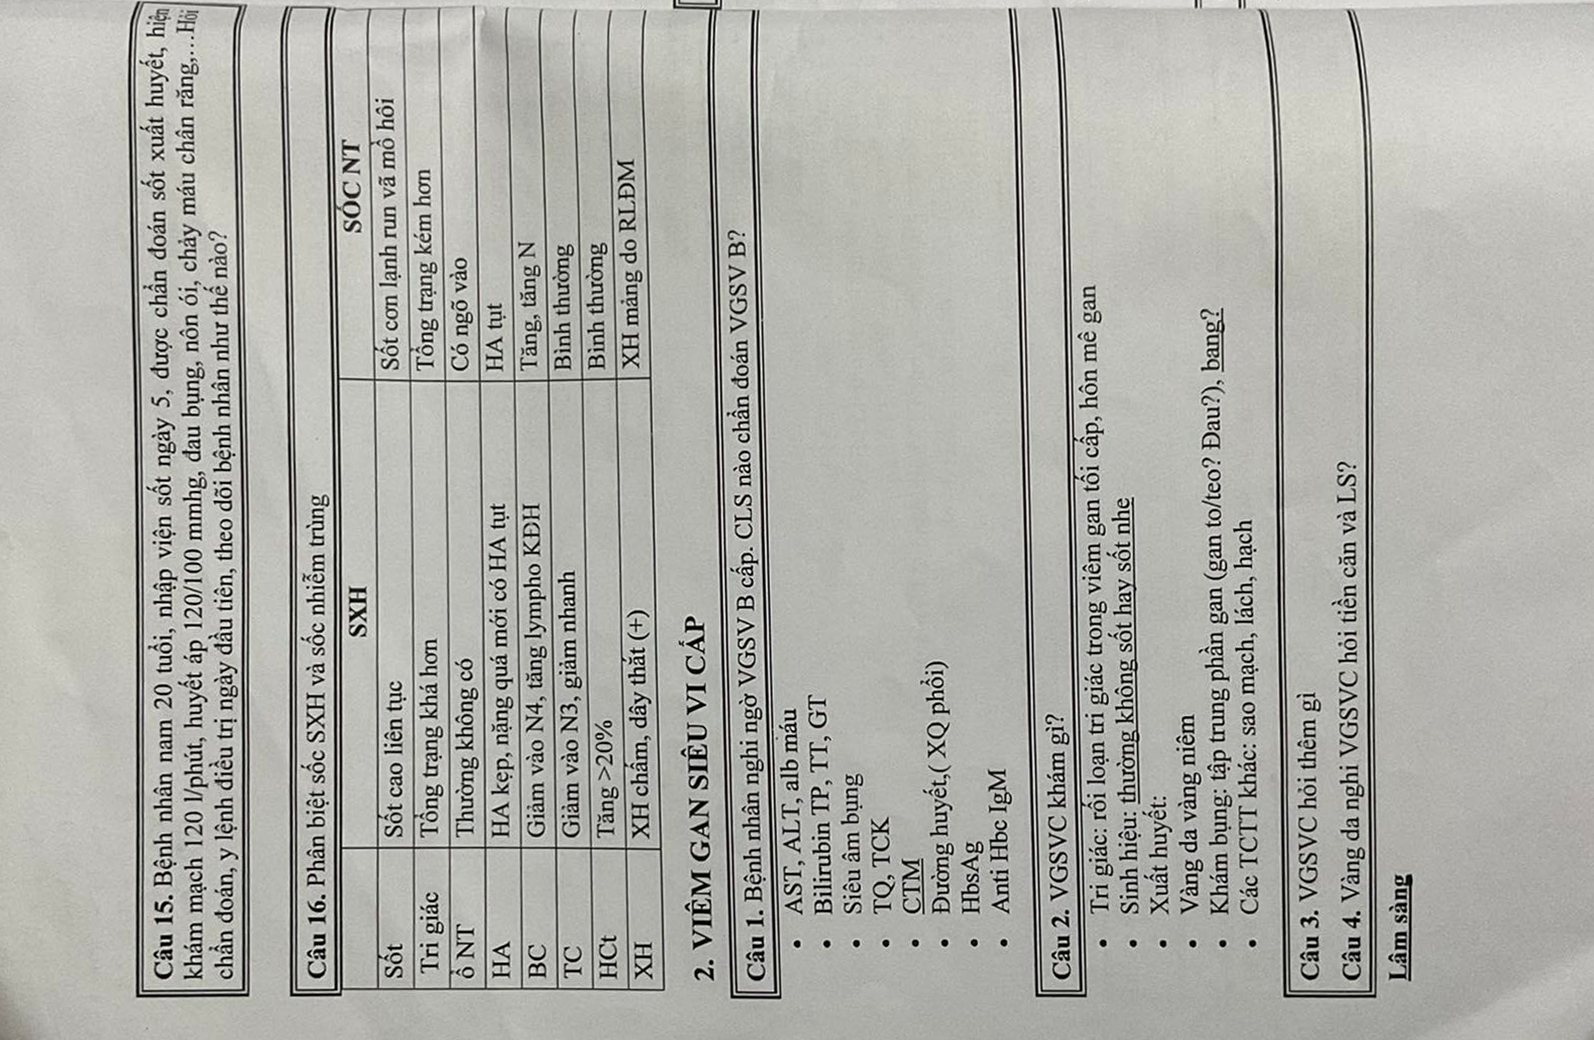 Câu 15. Bệnh nhân nam 20 tuổi, nhập viện sốt ngày 5, được chẩn đoán sốt xuất huyết, hiện
khám mạch 120 l/phút, huyết áp 120/100 mmhg, đau bụng, nôn ói, chảy máu chân răng,...Hỏi
chẩn đoán, y lệnh điều trị ngày đầu tiên, theo dõi bệnh nhân như thế nào?
Câu 16. Phân biệt sốc SXH và sốc nhiễm trùng
SXH SỐC NT
Sốt Sốt cao liên tục Sốt cơn lạnh run vã mồ hôi
Tri giác Tổng trạng khá hơn Tổng trạng kém hơn
ổ NT Thường không có Có ngõ vào
HA HA kẹp, nặng quá mới có HA tụt HA tụt
BC Giảm vào N4, tăng lympho KĐH Tăng, tăng N
TC Giảm vào N3, giảm nhanh Bình thường
HCt Tăng >20% Bình thường
XH XH chấm, dây thắt (+) XH mảng do RLĐM
2. VIÊM GAN SIÊU VI CẤP
Câu 1. Bệnh nhân nghi ngờ VGSV B cấp. CLS nào chẩn đoán VGSV B?
• AST, ALT, alb máu
• Bilirubin TP, TT, GT
• Siêu âm bụng
• TQ, TCK
• CTM
• Đường huyết,( XQ phổi)
• HbsAg
• Anti Hbc IgM
Câu 2. VGSVC khám gì?
• Tri giác: rối loạn tri giác trong viêm gan tối cấp, hôn mê gan
• Sinh hiệu: thường không sốt hay sốt nhẹ
• Xuất huyết:
• Vàng da vàng niêm
• Khám bụng: tập trung phần gan (gan to/teo? Đau?), bang?
• Các TCTT khác: sao mạch, lách, hạch
Câu 3. VGSVC hỏi thêm gì
Câu 4. Vàng da nghi VGSVC hỏi tiền căn và LS?
Lâm sàng